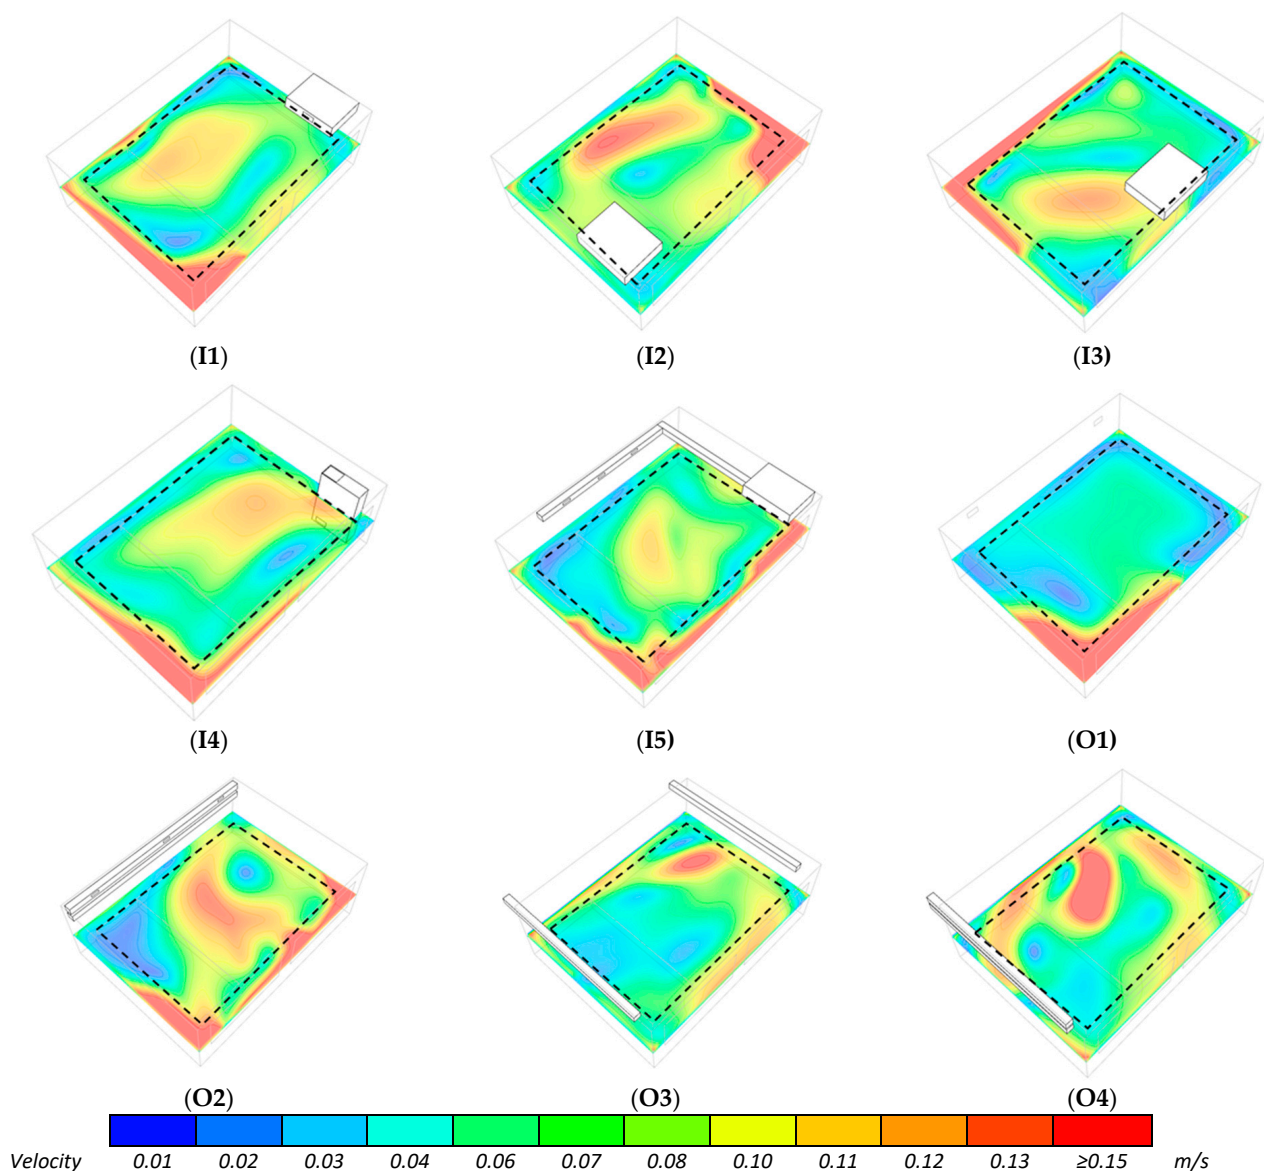 (I1) (I2) (I3)
(I4) (I5) (O1)
(O2) (O3) (O4)
Velocity 0.01 0.02 0.03 0.04 0.06 0.07 0.08 0.10 0.11 0.12 0.13 ≥0.15 m/s